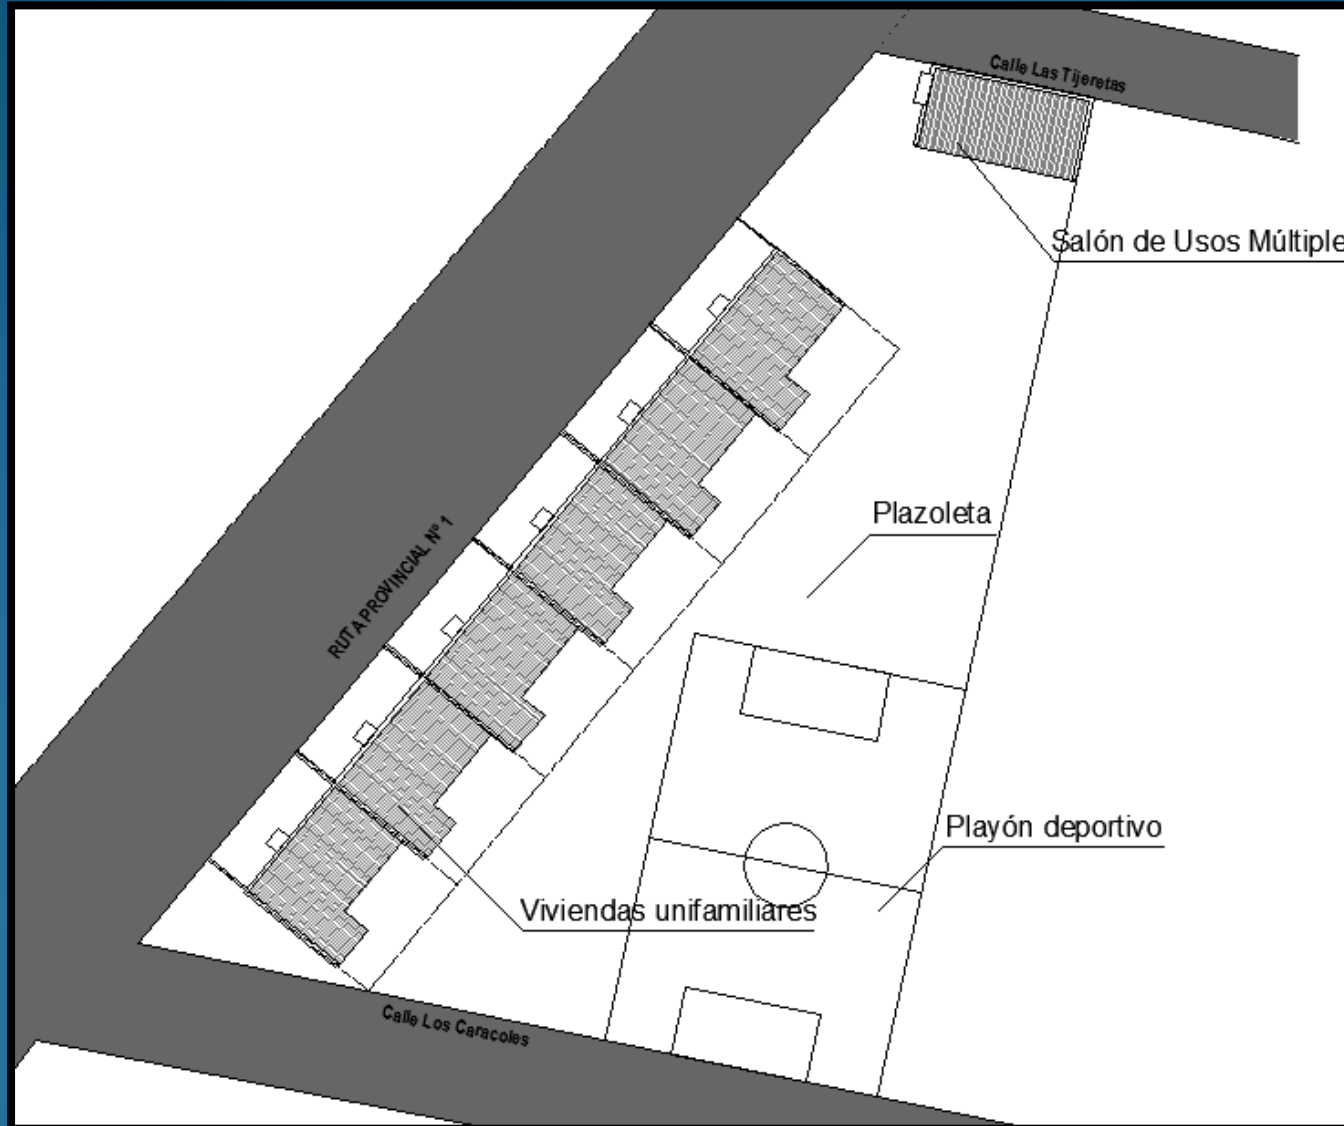 Calle Las Tijeretas
Salón de Usos Múltiple
RUTA PROVINCIAL Nº 1
Plazoleta
Playón deportivo
Viviendas unifamiliares
Calle Los Caracoles